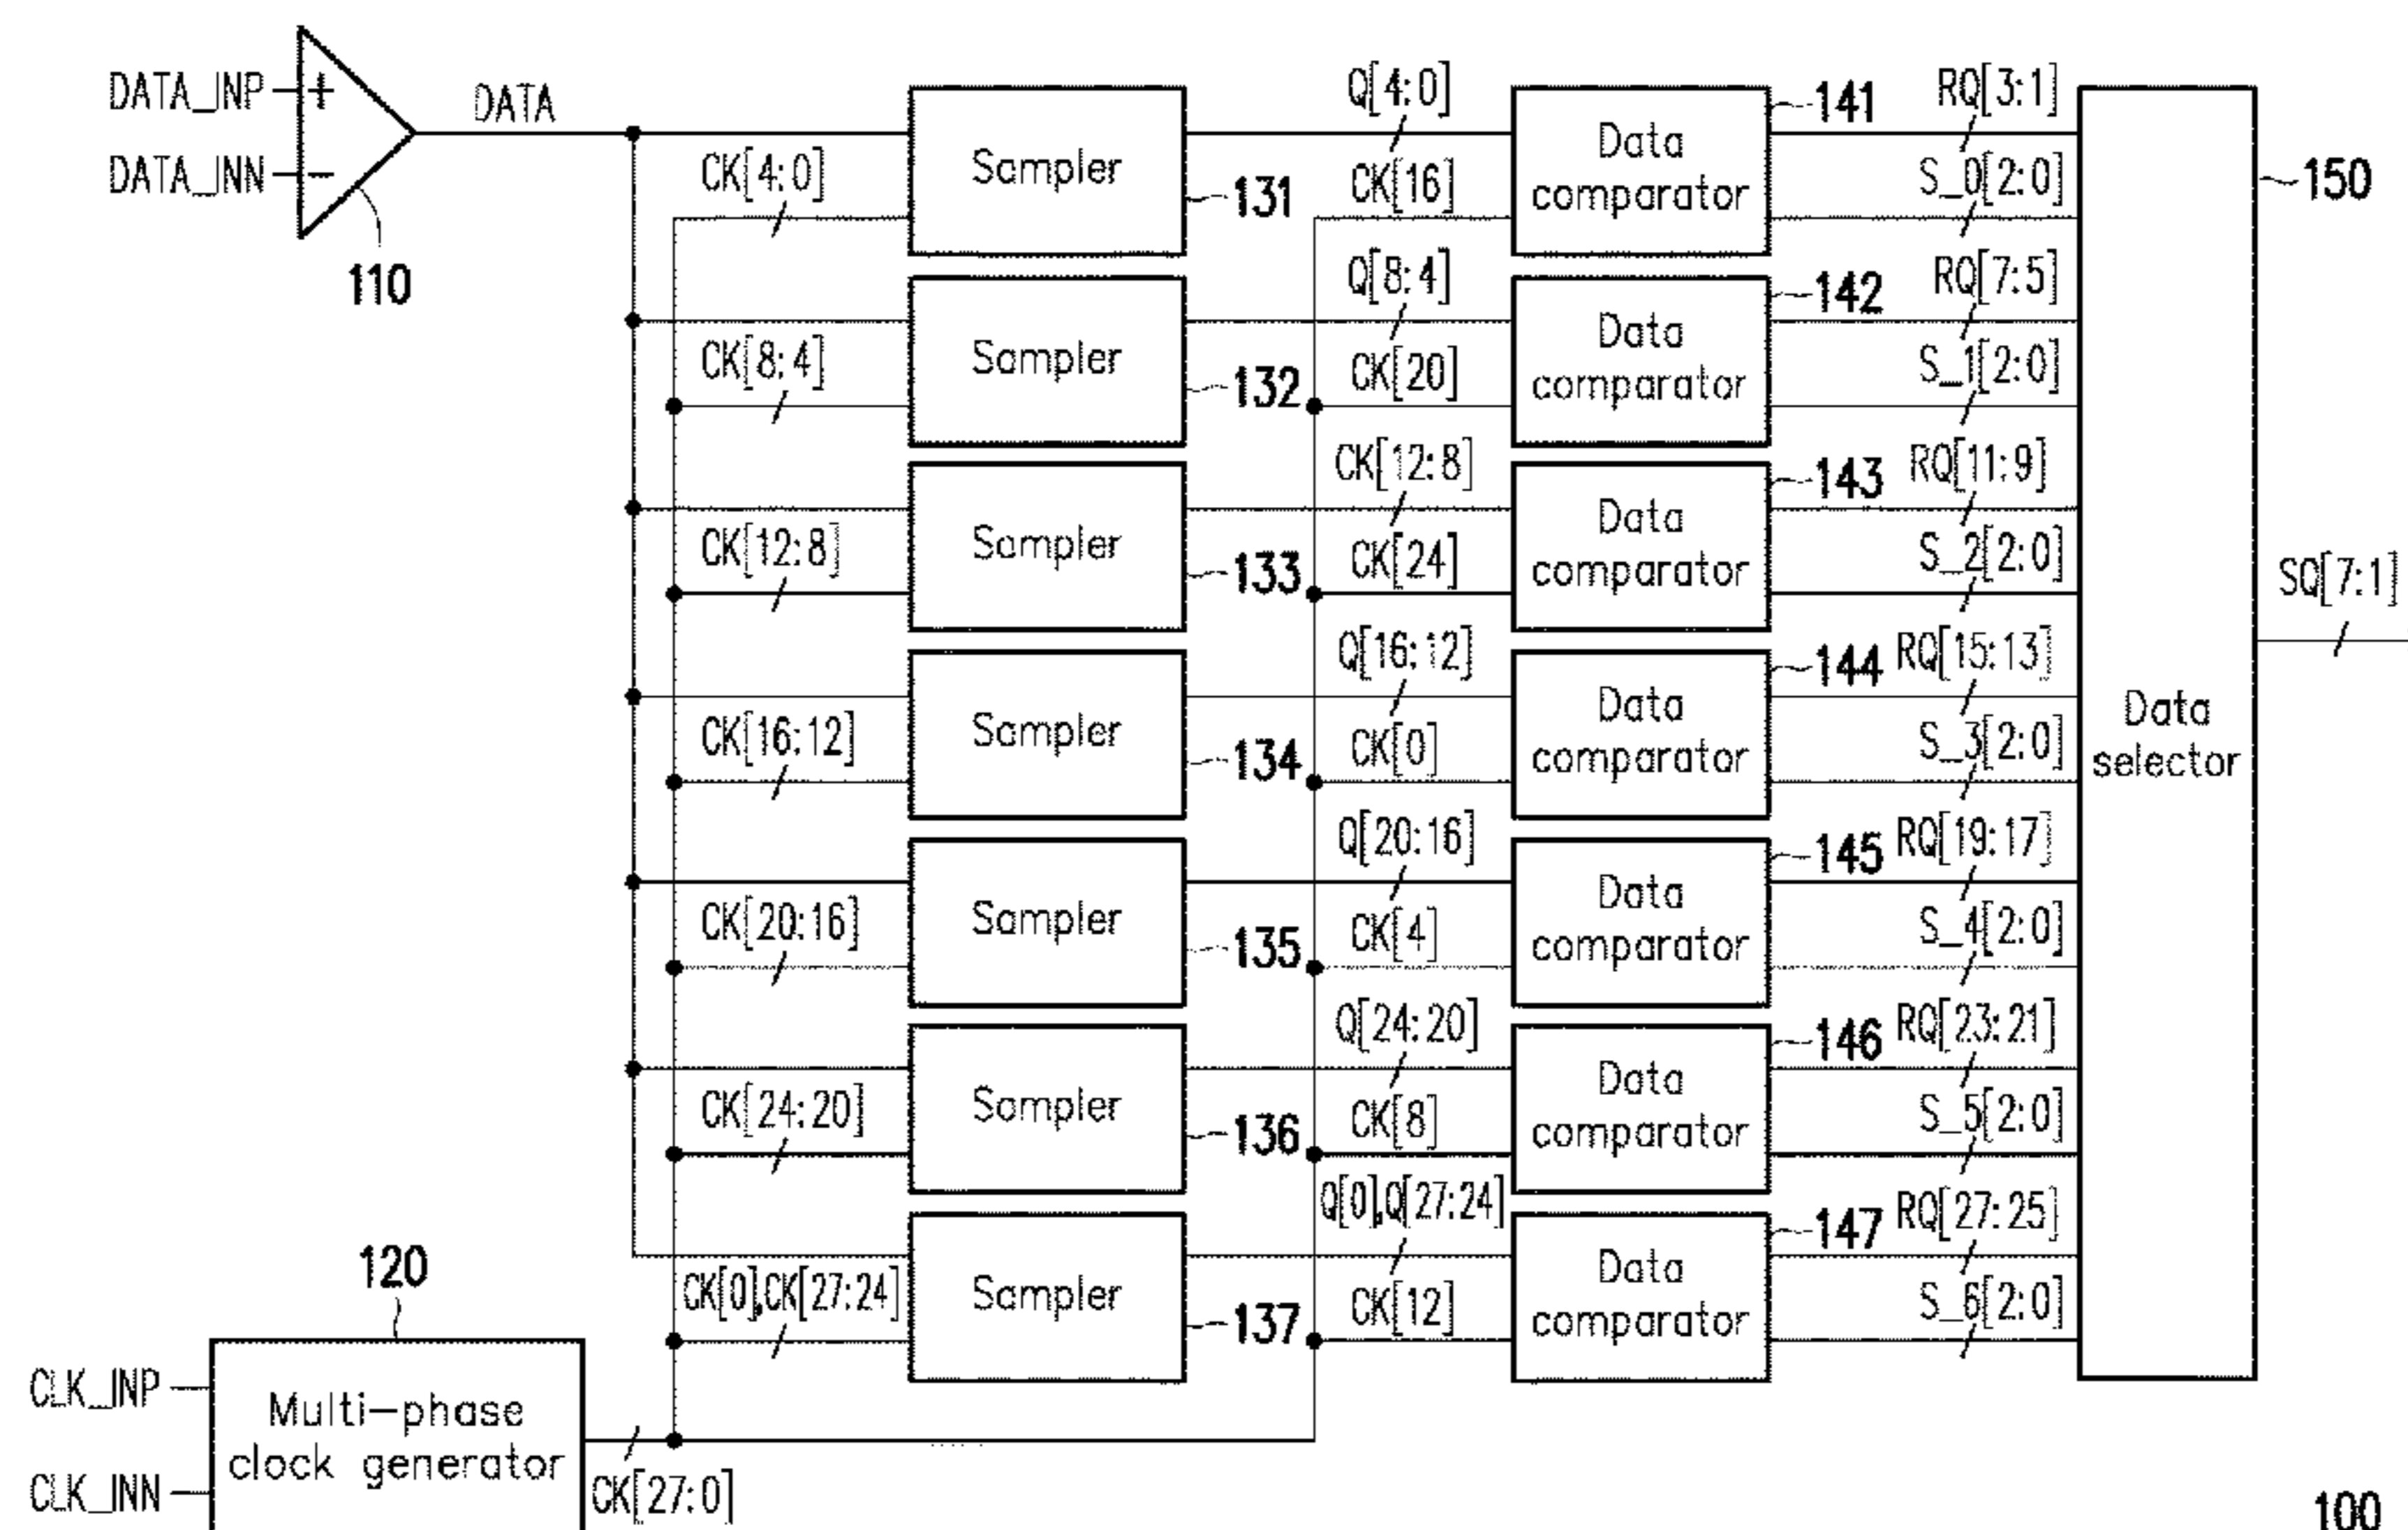 DATA_INP
+
DATA
DATA_INN
-
110
CK[4:0]
Sampler
131
Q[4:0]
CK[16]
Data
comparator
141
RQ[3:1]
S_0[2:0]
150
CK[8:4]
Sampler
132
Q[8:4]
CK[20]
Data
comparator
142
RQ[7:5]
S_1[2:0]
CK[12:8]
Sampler
133
CK[12:8]
CK[24]
Data
comparator
143
RQ[11:9]
S_2[2:0]
SQ[7:1]
CK[16:12]
Sampler
134
Q[16:12]
CK[0]
Data
comparator
144
RQ[15:13]
S_3[2:0]
Data
selector
CK[20:16]
Sampler
135
Q[20:16]
CK[4]
Data
comparator
145
RQ[19:17]
S_4[2:0]
CK[24:20]
Sampler
136
Q[24:20]
CK[8]
Data
comparator
146
RQ[23:21]
S_5[2:0]
CK[0],CK[27:24]
Sampler
137
Q[0],Q[27:24]
CK[12]
Data
comparator
147
RQ[27:25]
S_6[2:0]
120
CLK_INP
CLK_INN
Multi-phase
clock generator
CK[27:0]
100